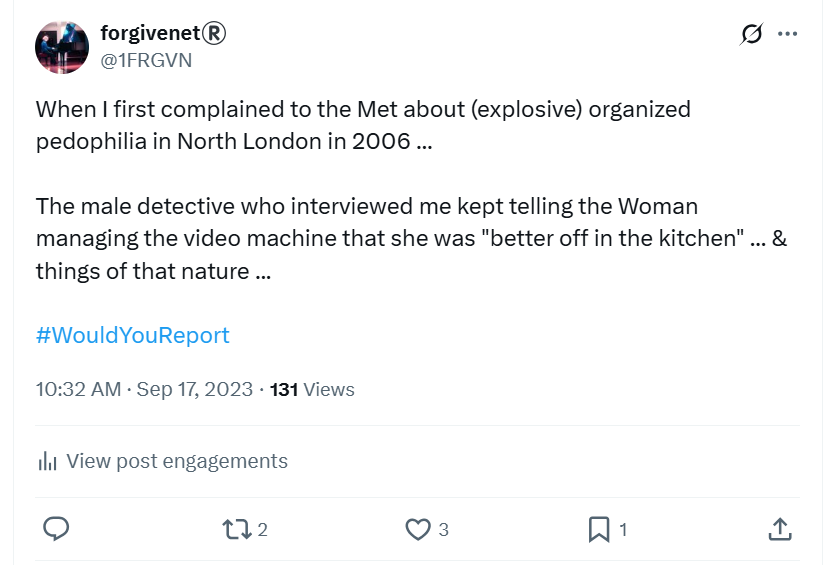 forgivenet®
@1FRGVN
When I first complained to the Met about (explosive) organized
pedophilia in North London in 2006 ...
The male detective who interviewed me kept telling the Woman
managing the video machine that she was "better off in the kitchen" ... &
things of that nature ...
#WouldYouReport
10:32 AM · Sep 17, 2023 · 131 Views
View post engagements
2 3 1